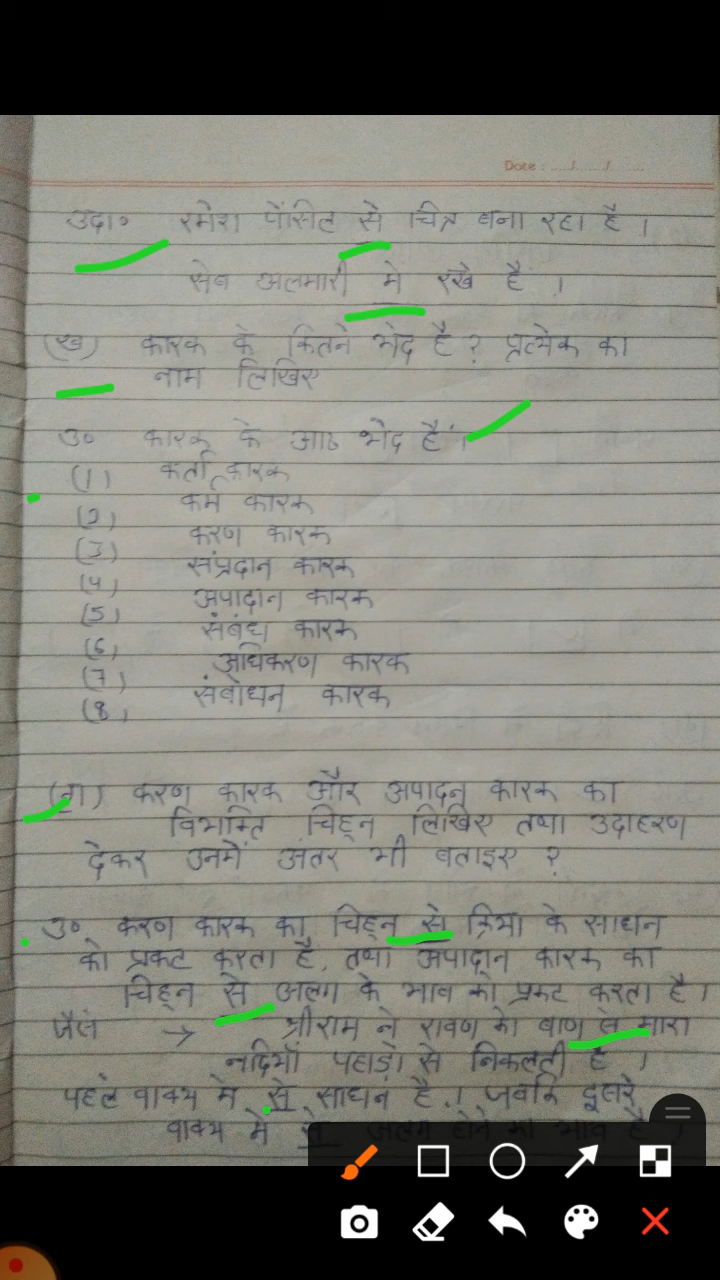 Date : ..... / ..... / .....
उदा० रमेश पेंसिल से चित्र बना रहा है ।
सेब अलमारी में रखे है ।
(ख) कारक के कितने भेद है ? प्रत्येक का
नाम लिखिए
उ० कारक के आठ भेद हैं ।
(1) कर्ता कारक
(2) कर्म कारक
(3) करण कारक
(4) संप्रदान कारक
(5) अपादान कारक
(6) संबंध कारक
(7) अधिकरण कारक
(8) संबोधन कारक
(ग) करण कारक और अपादन कारक का
विभक्ति चिह्न लिखिए तथा उदाहरण
देकर उनमें अंतर भी बताइए ?
उ० करण कारक का चिह्न से क्रिया के साधन
को प्रकट करता है, तथा अपादान कारक का
चिह्न से अलग के भाव को प्रकट करता है।
जैसे → श्रीराम ने रावण को बाण से मारा
नदियाँ पहाड़ो से निकलती है ।
पहले वाक्य में से साधन है । जबकि दूसरे
वाक्य में से अलग होने का भाव है ।